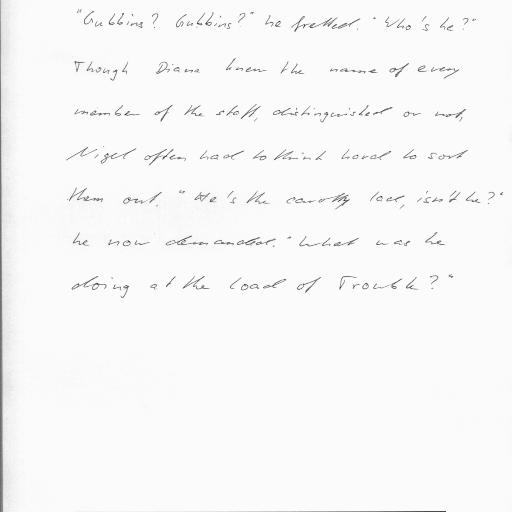 "Gubbins? Gubbins?" he fretted. "Who's he?"
Though Diana knew the name of every
member of the staff, distinguished or not,
Nigel often had to think hard to sort
them out. "He's the carotty lad, isn't he?"
he now demanded. "What was he
doing at the Load of Trouble?"